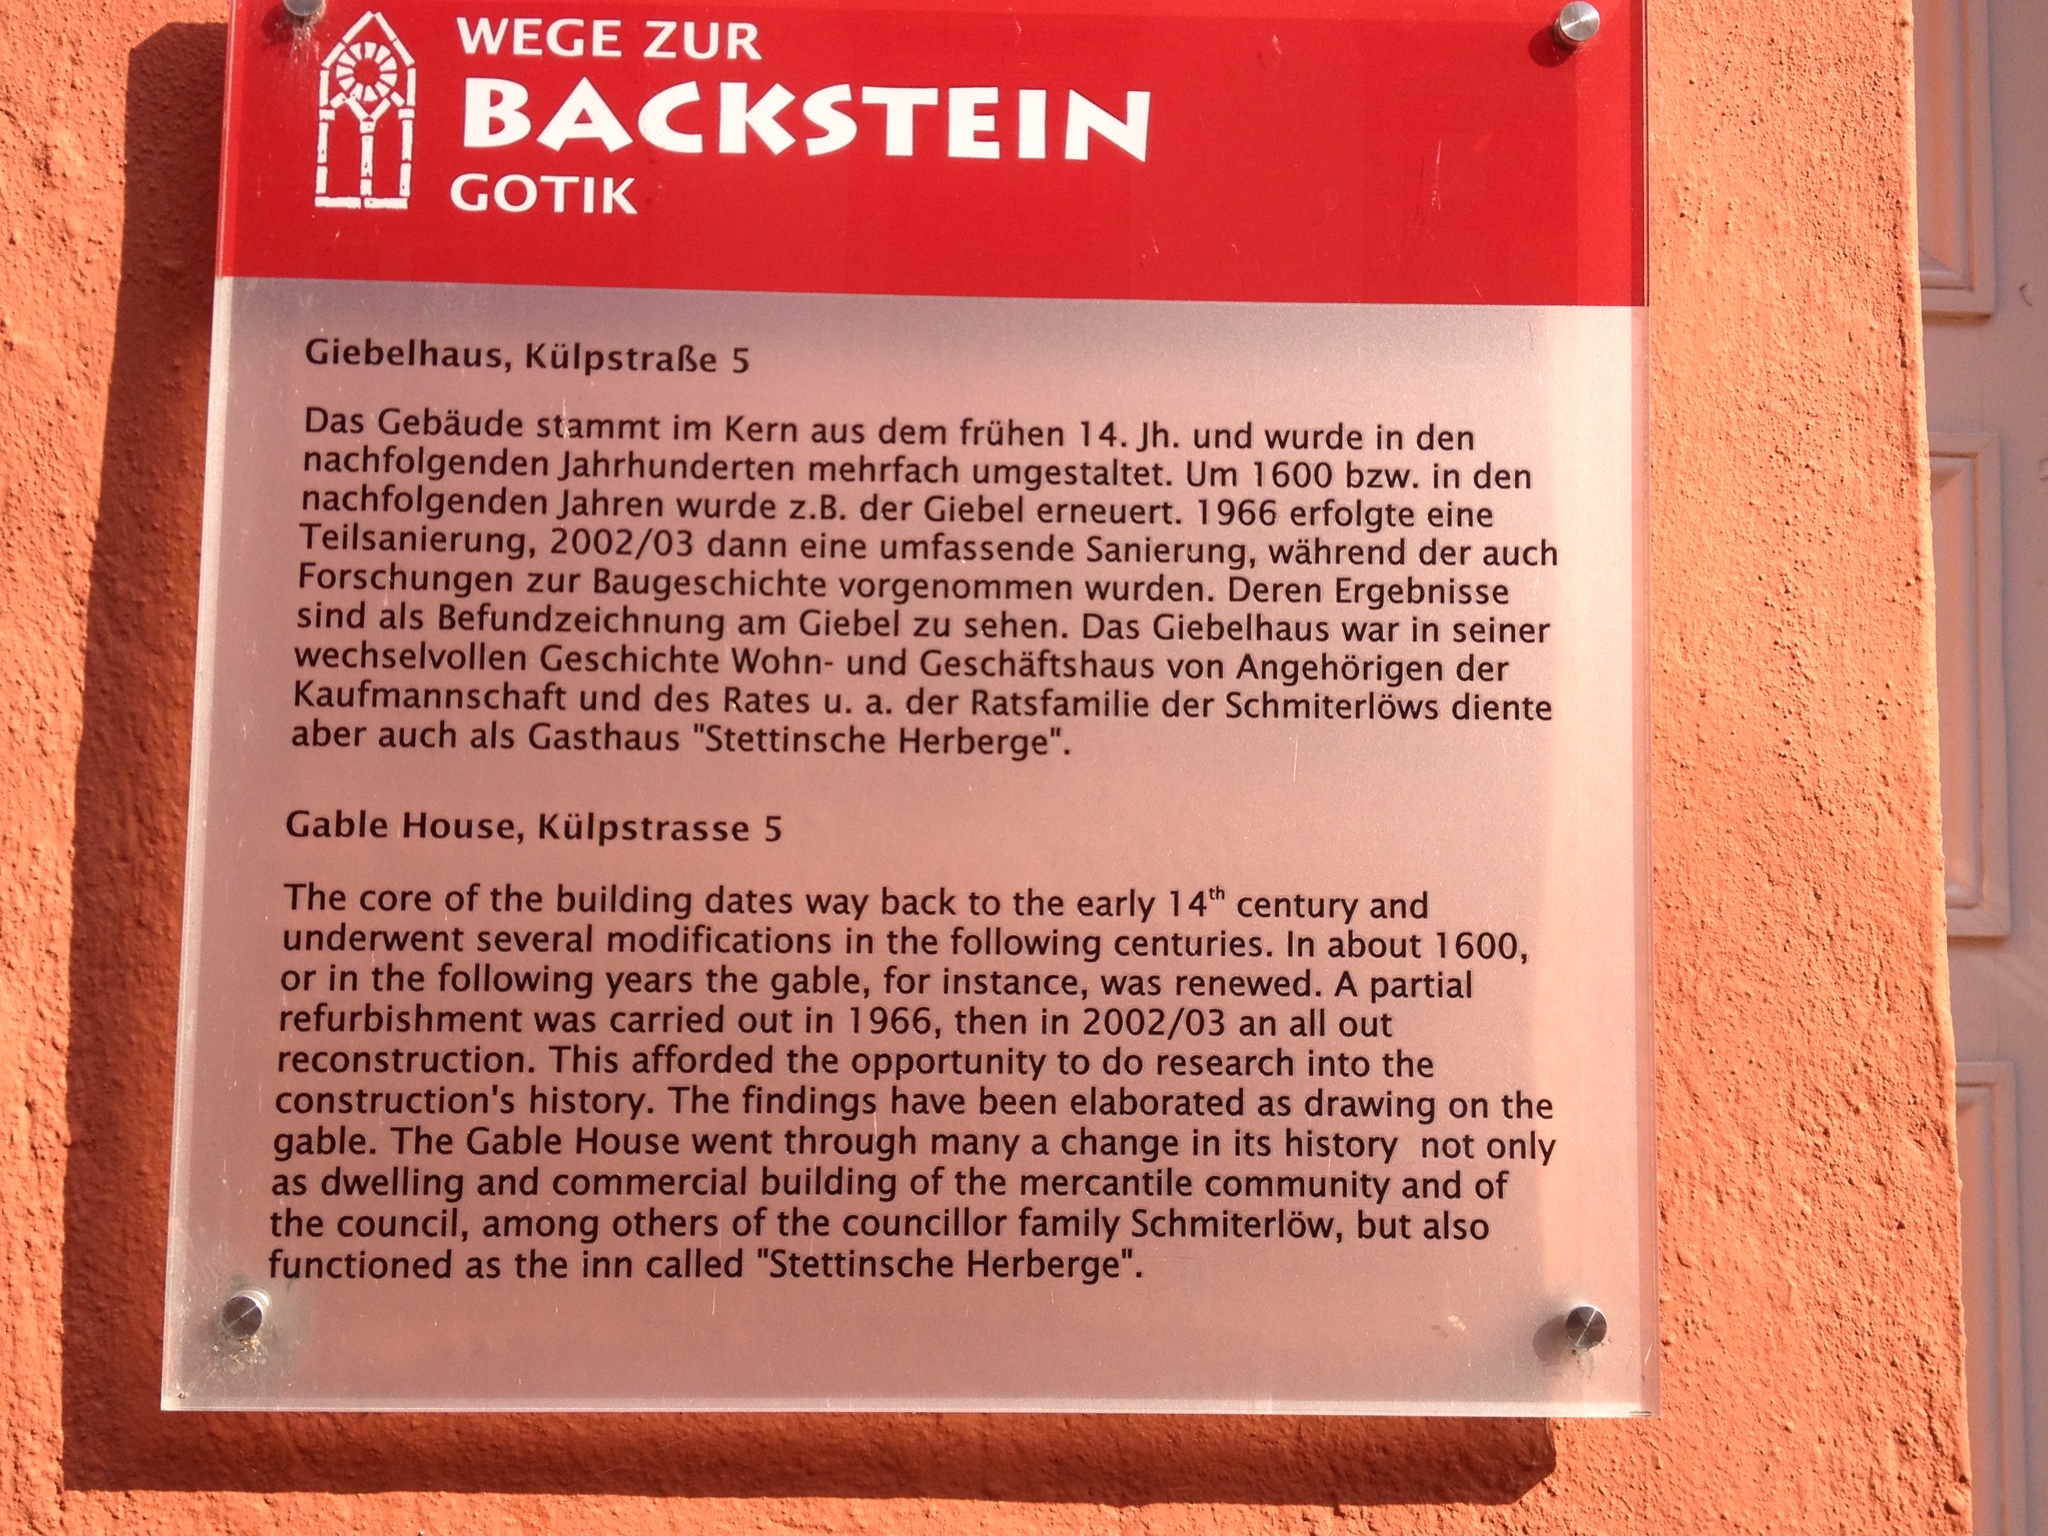 WEGE ZUR
BACKSTEIN
GOTIK
Giebelhaus, Külpstraße 5
Das Gebäude stammt im Kern aus dem frühen 14. Jh. und wurde in den
nachfolgenden Jahrhunderten mehrfach umgestaltet. Um 1600 bzw. in den
nachfolgenden Jahren wurde z.B. der Giebel erneuert. 1966 erfolgte eine
Teilsanierung, 2002/03 dann eine umfassende Sanierung, während der auch
Forschungen zur Baugeschichte vorgenommen wurden. Deren Ergebnisse
sind als Befundzeichnung am Giebel zu sehen. Das Giebelhaus war in seiner
wechselvollen Geschichte Wohn- und Geschäftshaus von Angehörigen der
Kaufmannschaft und des Rates u. a. der Ratsfamilie der Schmiterlöws diente
aber auch als Gasthaus "Stettinsche Herberge".
Gable House, Külpstrasse 5
The core of the building dates way back to the early 14th century and
underwent several modifications in the following centuries. In about 1600,
or in the following years the gable, for instance, was renewed. A partial
refurbishment was carried out in 1966, then in 2002/03 an all out
reconstruction. This afforded the opportunity to do research into the
construction's history. The findings have been elaborated as drawing on the
gable. The Gable House went through many a change in its history  not only
as dwelling and commercial building of the mercantile community and of
the council, among others of the councillor family Schmiterlöw, but also
functioned as the inn called "Stettinsche Herberge".